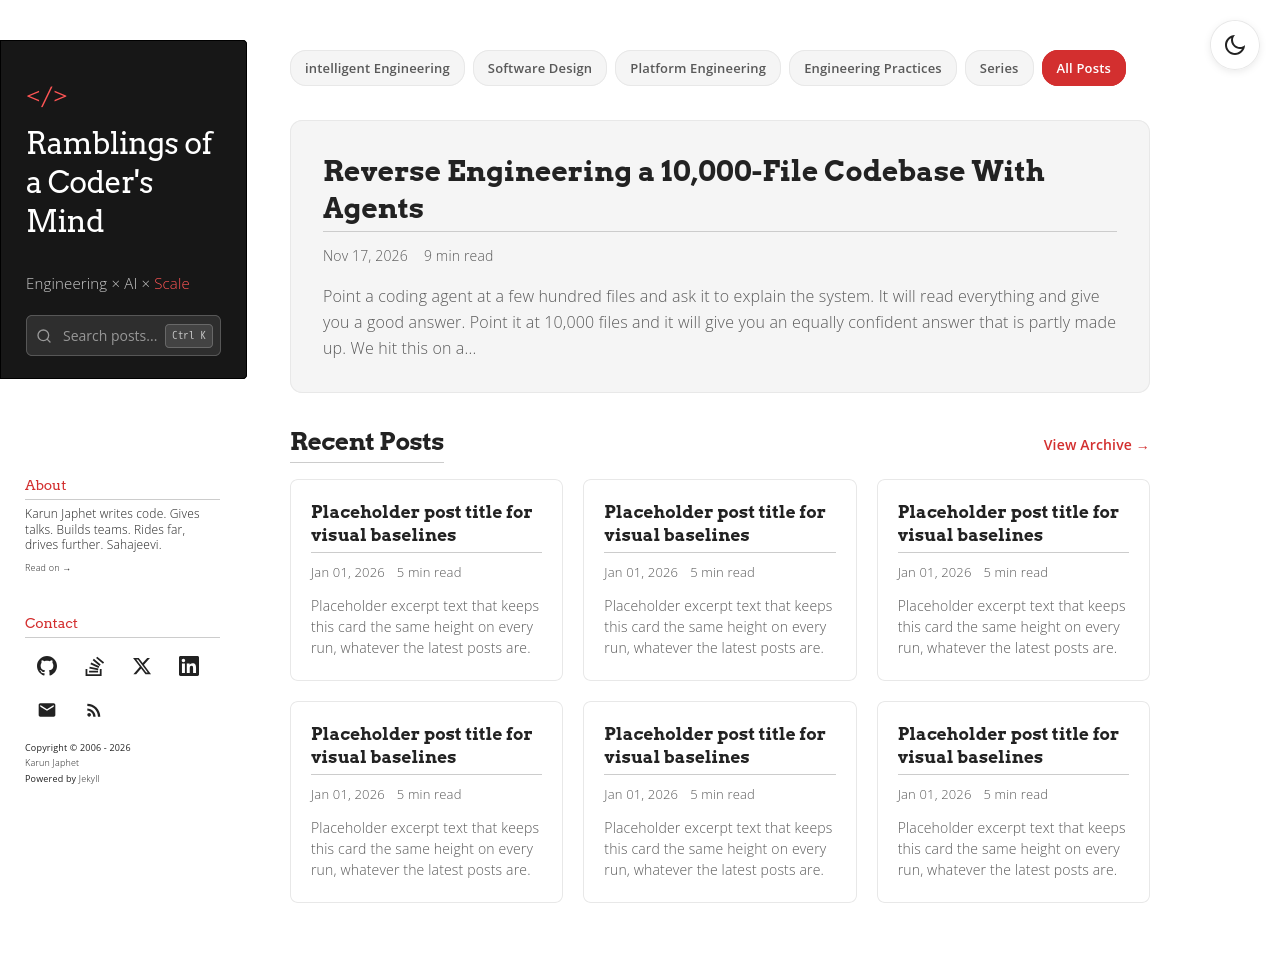 </>
Ramblings of
a Coder's
Mind
Engineering × AI × Scale
Search posts... Ctrl K
About
Karun Japhet writes code. Gives
talks. Builds teams. Rides far,
drives further. Sahajeevi.
Read on →
Contact
Copyright © 2006 - 2026
Karun Japhet
Powered by Jekyll
intelligent Engineering
Software Design
Platform Engineering
Engineering Practices
Series
All Posts
Reverse Engineering a 10,000-File Codebase With
Agents
Nov 17, 2026 9 min read
Point a coding agent at a few hundred files and ask it to explain the system. It will read everything and give
you a good answer. Point it at 10,000 files and it will give you an equally confident answer that is partly made
up. We hit this on a...
Recent Posts
View Archive →
Placeholder post title for
visual baselines
Jan 01, 2026 5 min read
Placeholder excerpt text that keeps
this card the same height on every
run, whatever the latest posts are.
Placeholder post title for
visual baselines
Jan 01, 2026 5 min read
Placeholder excerpt text that keeps
this card the same height on every
run, whatever the latest posts are.
Placeholder post title for
visual baselines
Jan 01, 2026 5 min read
Placeholder excerpt text that keeps
this card the same height on every
run, whatever the latest posts are.
Placeholder post title for
visual baselines
Jan 01, 2026 5 min read
Placeholder excerpt text that keeps
this card the same height on every
run, whatever the latest posts are.
Placeholder post title for
visual baselines
Jan 01, 2026 5 min read
Placeholder excerpt text that keeps
this card the same height on every
run, whatever the latest posts are.
Placeholder post title for
visual baselines
Jan 01, 2026 5 min read
Placeholder excerpt text that keeps
this card the same height on every
run, whatever the latest posts are.